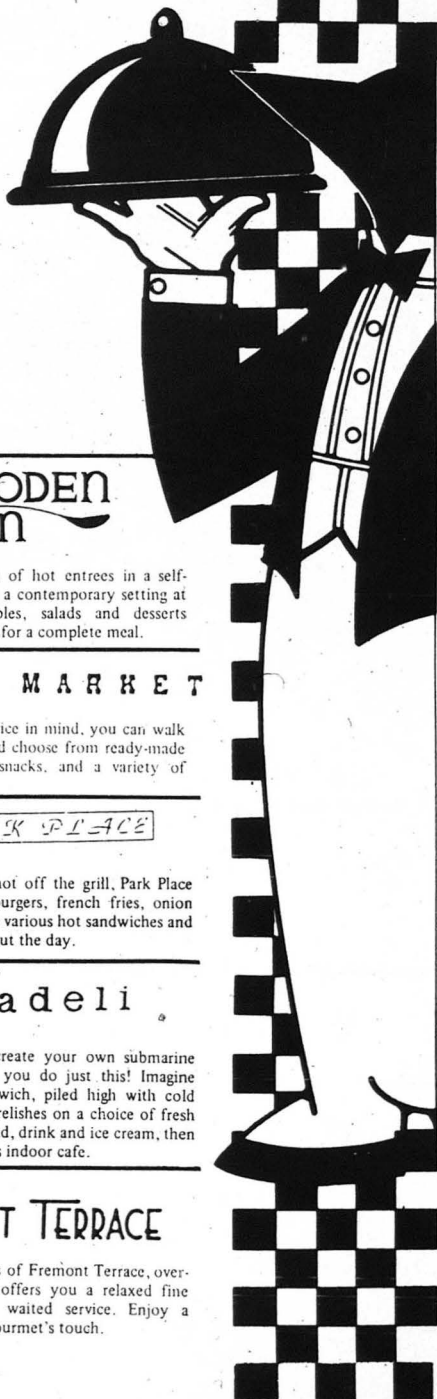 ODEN
N
of hot entrees in a self-
a contemporary setting at
bles, salads and desserts
for a complete meal.
MARKET
ice in mind, you can walk
d choose from ready-made
snacks, and a variety of
K PLACE
hot off the grill, Park Place
burgers, french fries, onion
various hot sandwiches and
ut the day.
adeli
create your own submarine
you do just this! Imagine
wich, piled high with cold
relishes on a choice of fresh
d, drink and ice cream, then
s indoor cafe.
T TERRACE
s of Fremont Terrace, over-
offers you a relaxed fine
waited service. Enjoy a
ourmet's touch.